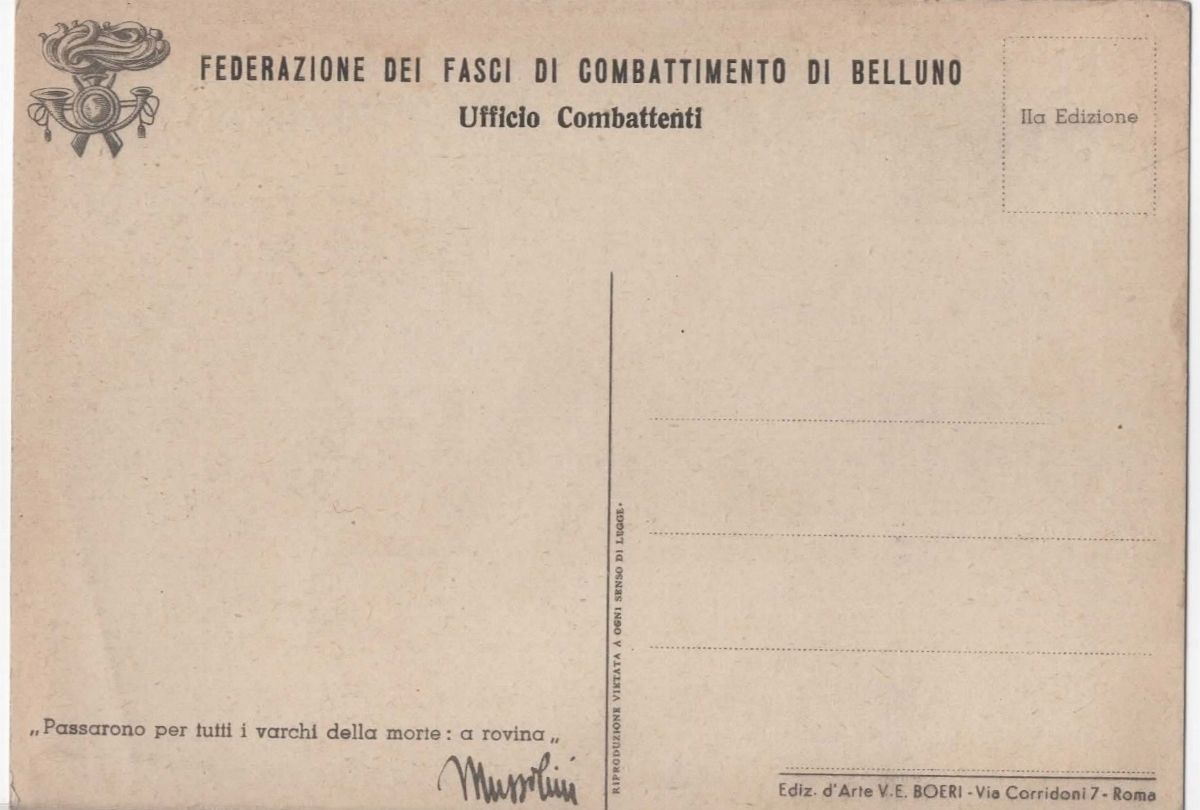 FEDERAZIONE DEI FASCI DI COMBATTIMENTO DI BELLUNO
Ufficio Combattenti
IIa Edizione
RIPRODUZIONE VIETATA A OGNI SENSO DI LEGGE.
„Passarono per tutti i varchi della morte: a rovina„
Mussolini
Ediz. d'Arte V.E. BOERI - Via Corridoni 7 - Roma